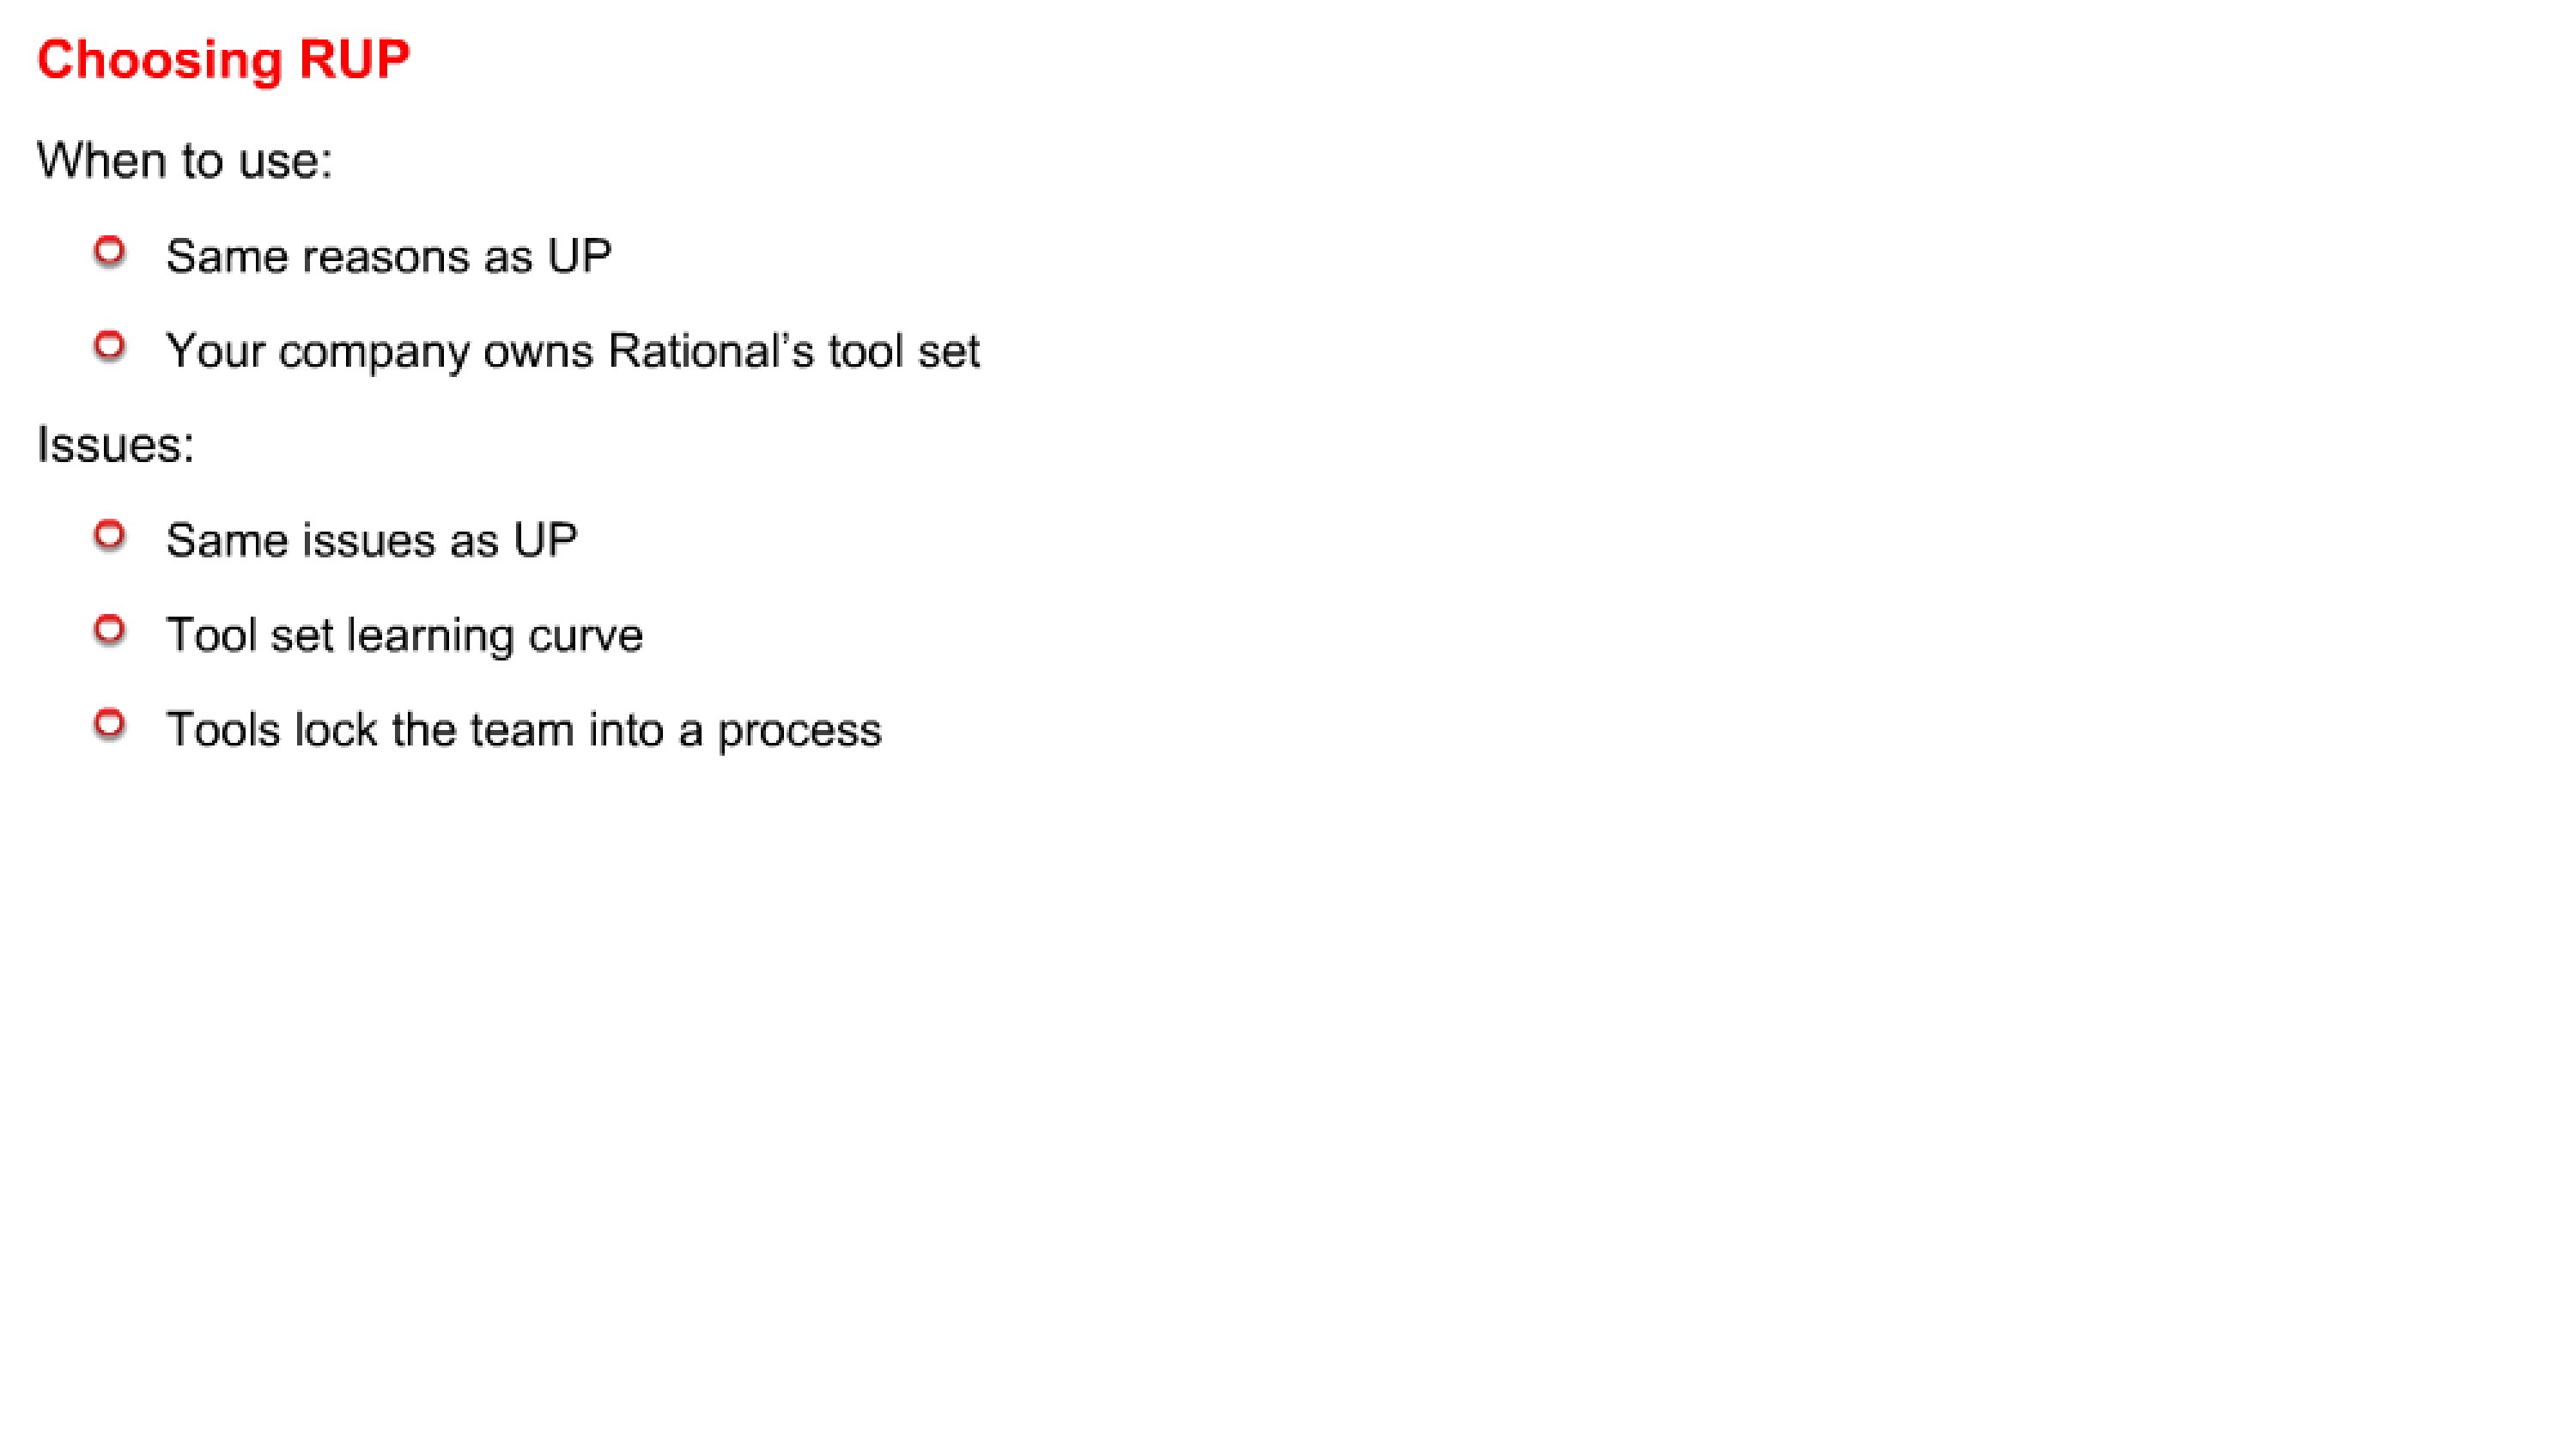 Choosing RUP
When to use:
Same reasons as UP
Your company owns Rational’s tool set
Issues:
Same issues as UP
Tool set learning curve
Tools lock the team into a process